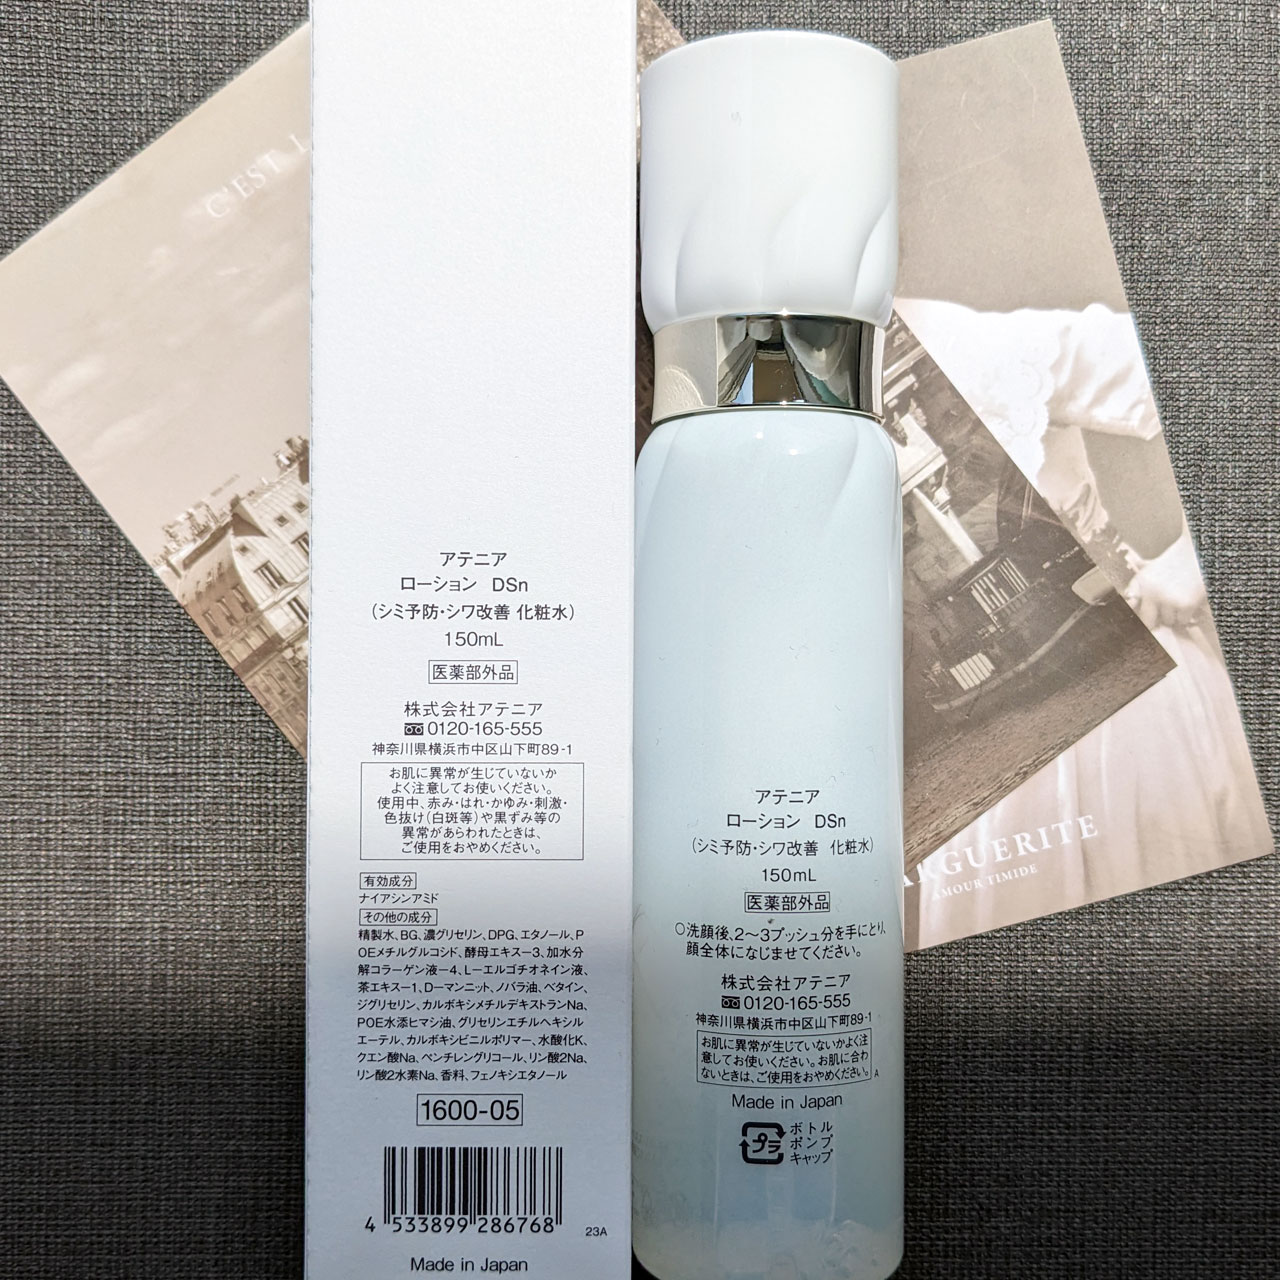 C'EST L
アテニア
ローション DSn
(シミ予防・シワ改善 化粧水)
150mL
医薬部外品
株式会社アテニア
0120-165-555
神奈川県横浜市中区山下町89-1
お肌に異常が生じていないか
よく注意してお使いください。
使用中、赤み・はれ・かゆみ・刺激・
色抜け(白斑等)や黒ずみ等の
異常があらわれたときは、
ご使用をおやめください。
有効成分
ナイアシンアミド
その他の成分
精製水、BG、濃グリセリン、DPG、エタノール、P
OEメチルグルコシド、酵母エキス−3、加水分
解コラーゲン液−4、L−エルゴチオネイン液、
茶エキス−1、D−マンニット、ノバラ油、ベタイン、
ジグリセリン、カルボキシメチルデキストランNa、
POE水添ヒマシ油、グリセリンエチルヘキシル
エーテル、カルボキシビニルポリマー、水酸化K、
クエン酸Na、ペンチレングリコール、リン酸2Na、
リン酸2水素Na、香料、フェノキシエタノール
1600-05
4 533899 286768
23A
Made in Japan
アテニア
ローション DSn
(シミ予防・シワ改善 化粧水)
150mL
医薬部外品
○洗顔後、2〜3プッシュ分を手にとり、
顔全体になじませてください。
株式会社アテニア
0120-165-555
神奈川県横浜市中区山下町89-1
お肌に異常が生じていないかよく注
意してお使いください。お肌に合わ
ないときは、ご使用をおやめください。
A
Made in Japan
プラ
ボトル
ポンプ
キャップ
ARGUERITE
AMOUR TIMIDE